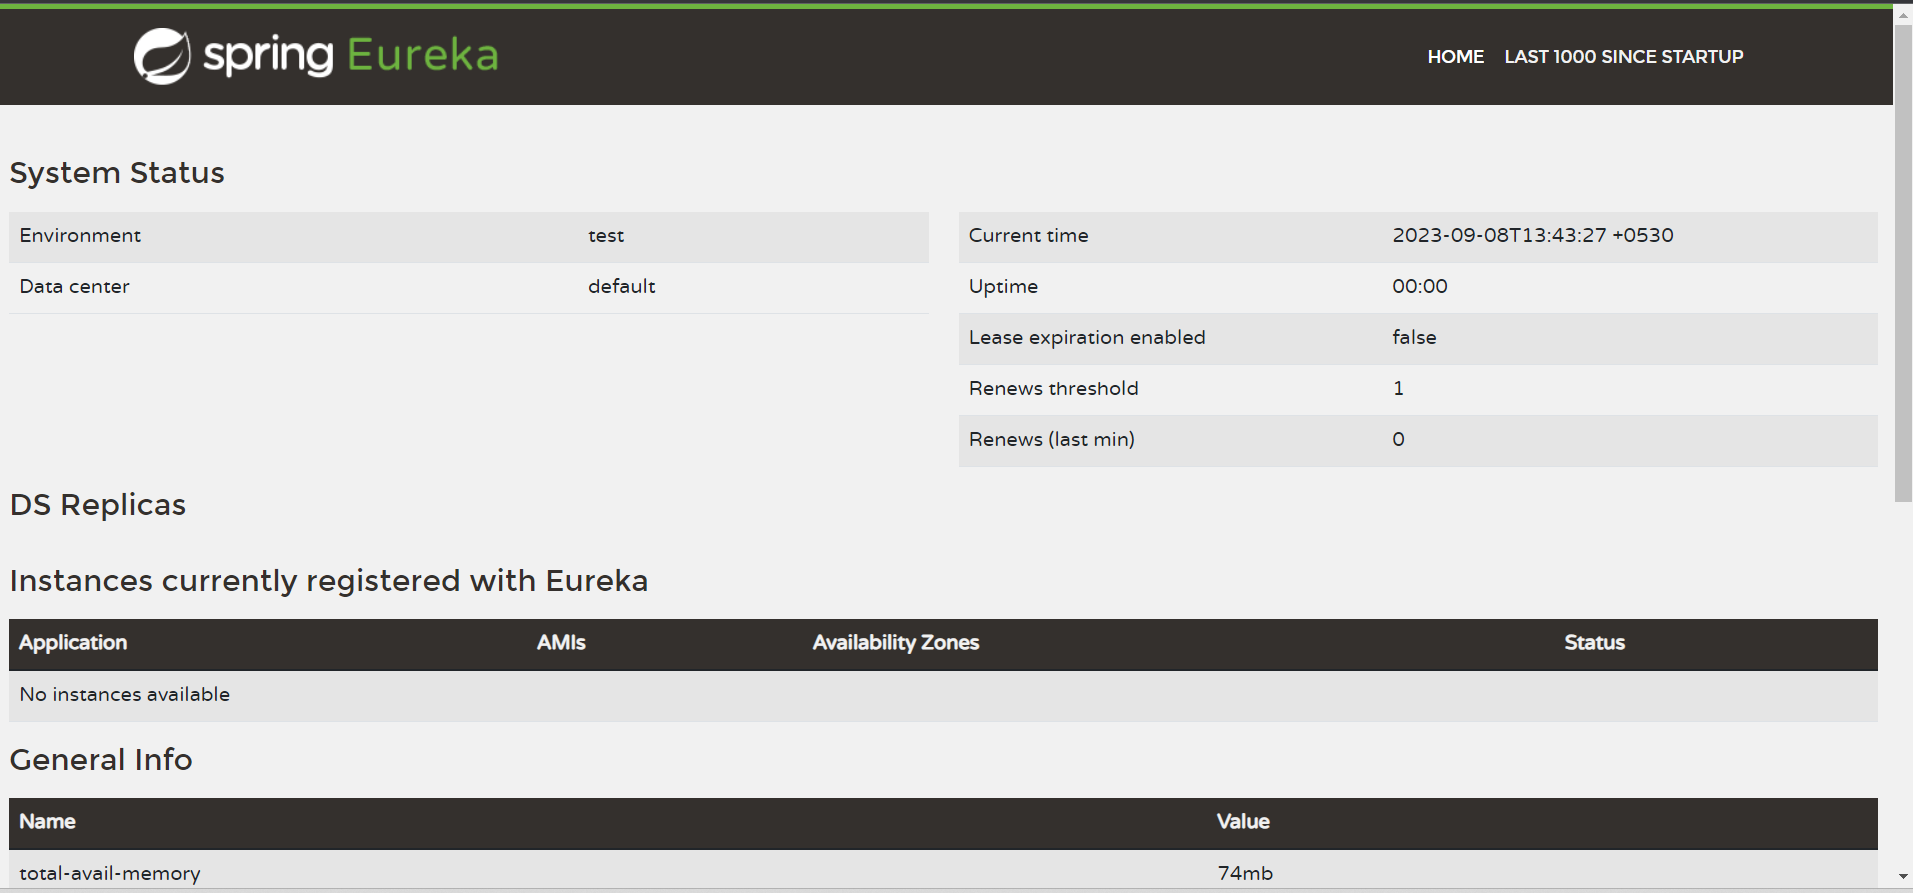 spring Eureka
HOME LAST 1000 SINCE STARTUP
System Status
Environment test
Data center default
Current time 2023-09-08T13:43:27 +0530
Uptime 00:00
Lease expiration enabled false
Renews threshold 1
Renews (last min) 0
DS Replicas
Instances currently registered with Eureka
Application AMIs Availability Zones Status
No instances available
General Info
Name Value
total-avail-memory 74mb